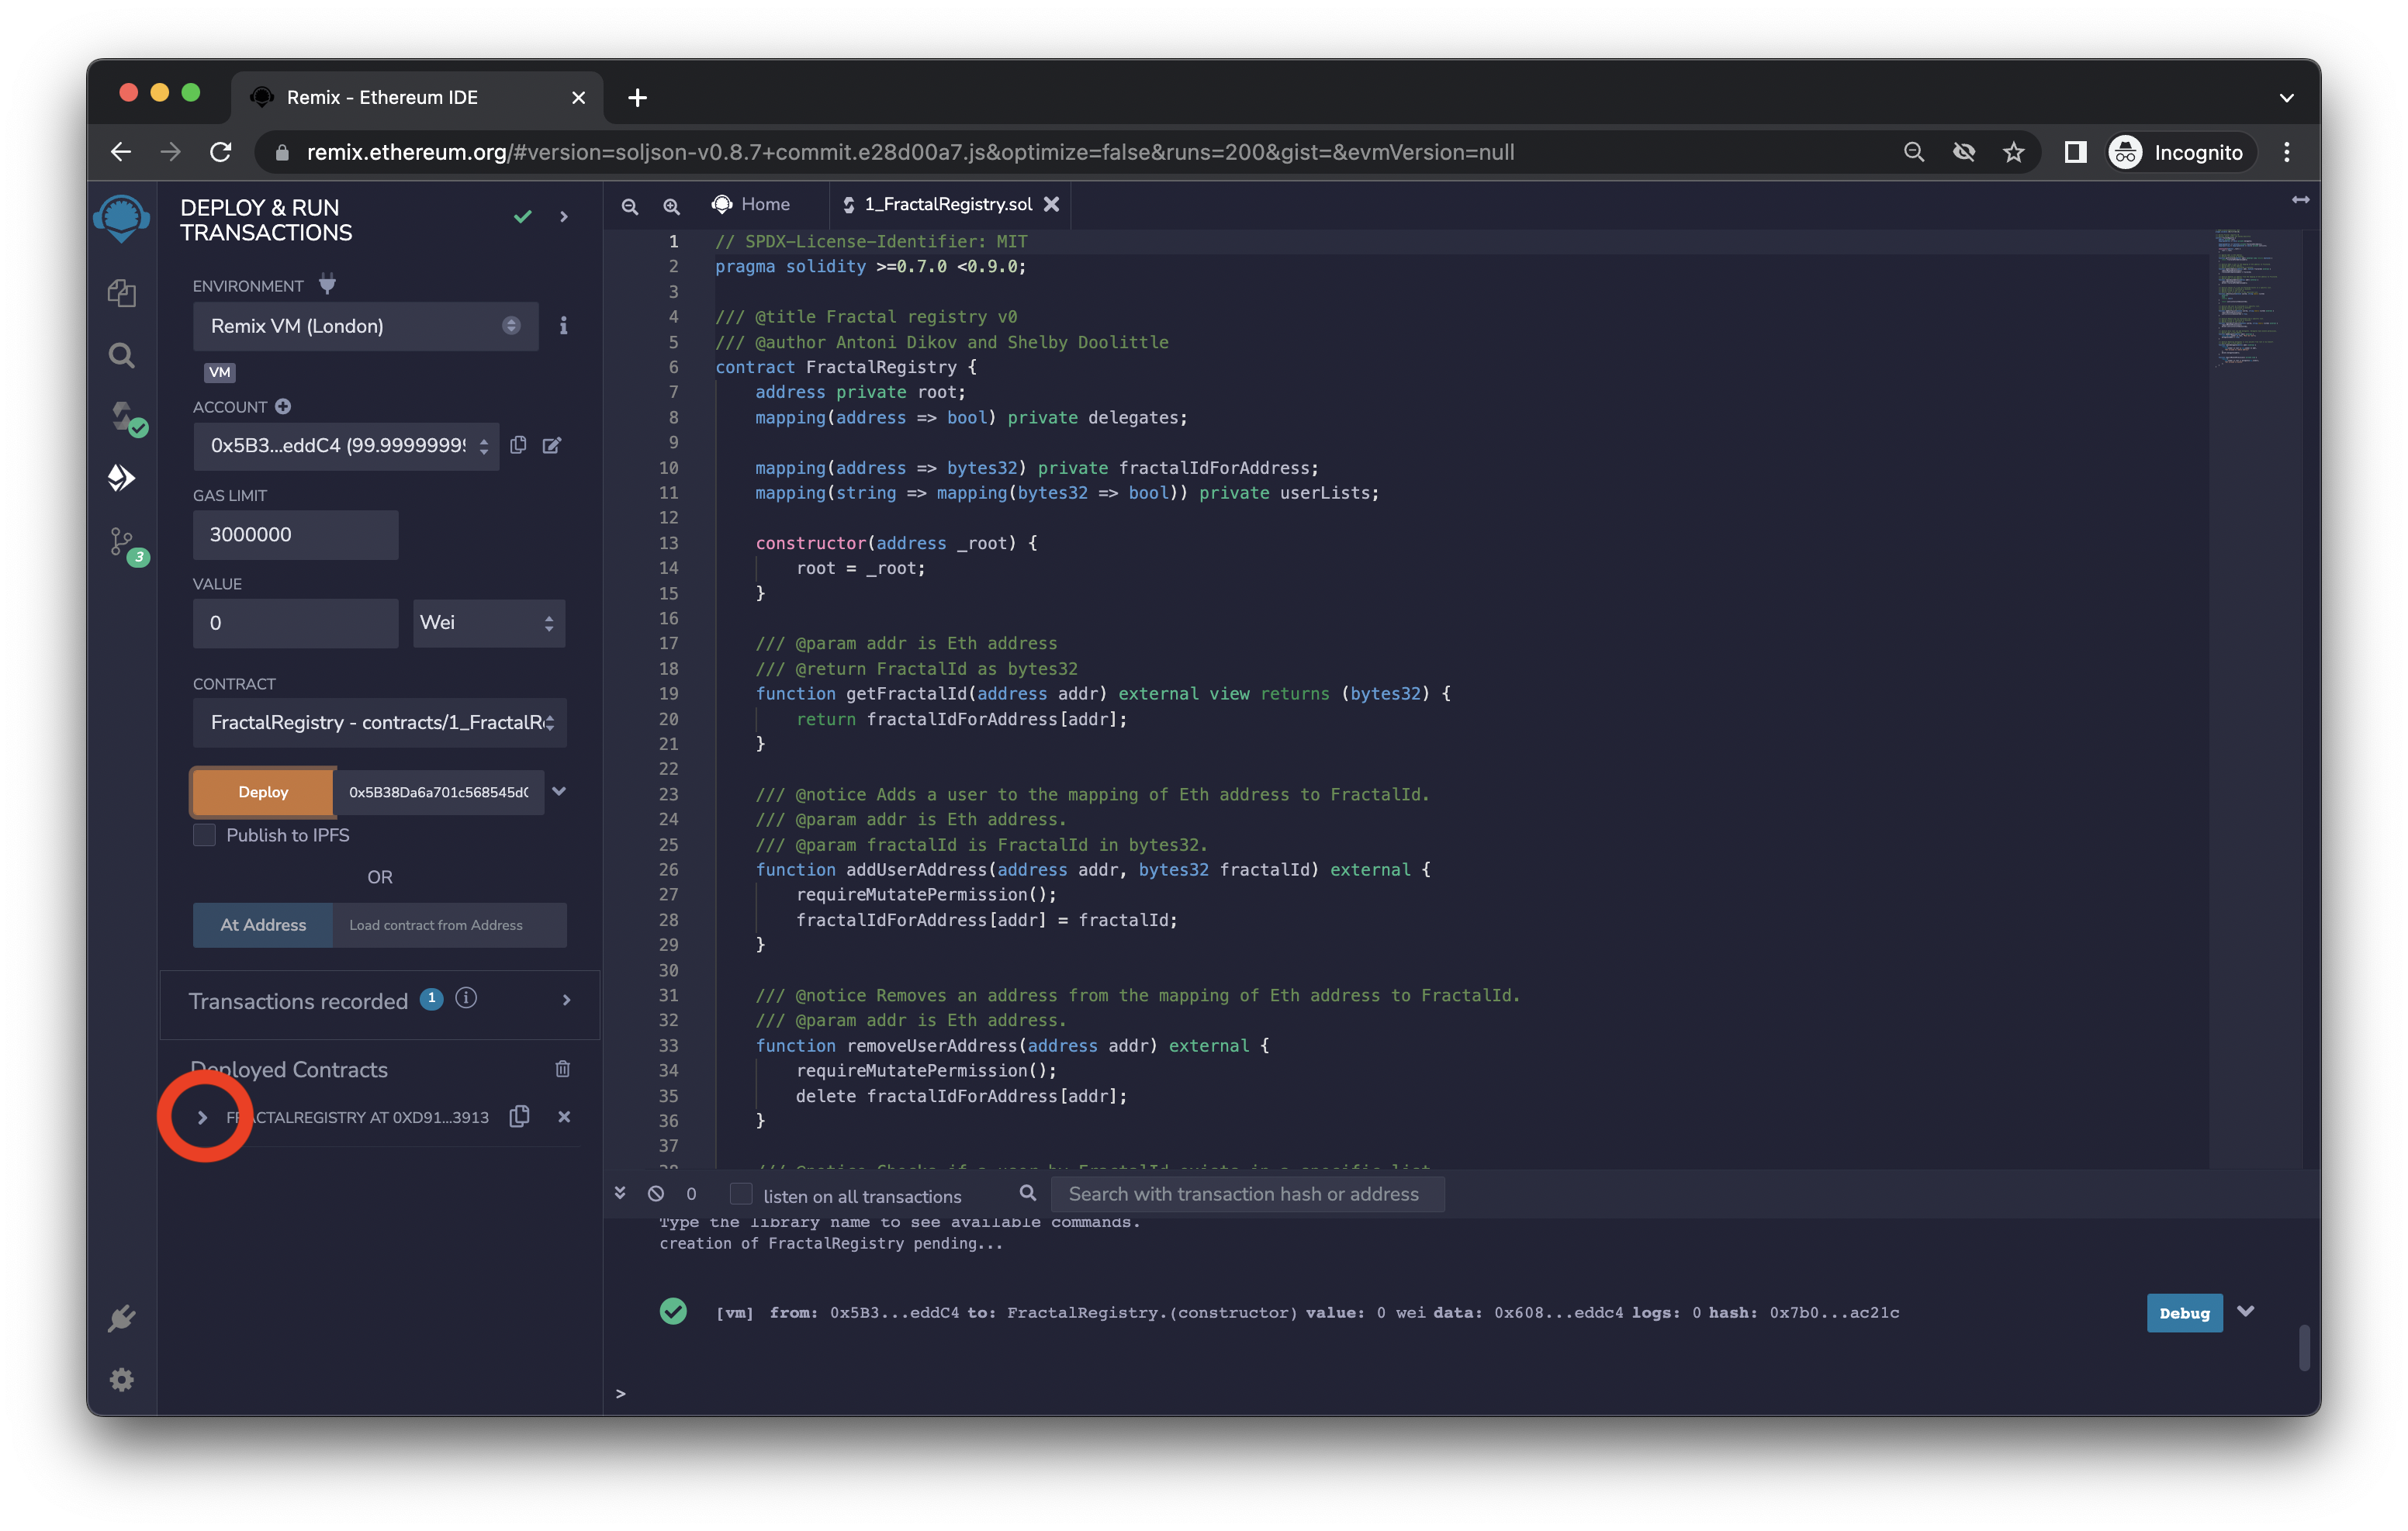 Remix - Ethereum IDE
remix.ethereum.org/#version=soljson-v0.8.7+commit.e28d00a7.js&optimize=false&runs=200&gist=&evmVersion=null
Incognito
DEPLOY & RUN
TRANSACTIONS
ENVIRONMENT
Remix VM (London)
VM
ACCOUNT
0x5B3...eddC4 (99.9999999
GAS LIMIT
3000000
VALUE
0
Wei
CONTRACT
FractalRegistry - contracts/1_FractalR
Deploy
0x5B38Da6a701c568545d
Publish to IPFS
OR
At Address
Load contract from Address
Transactions recorded 1
Deployed Contracts
FRACTALREGISTRY AT 0XD91...3913
3
Home
1_FractalRegistry.sol
1 // SPDX-License-Identifier: MIT
2 pragma solidity >=0.7.0 <0.9.0;
3
4 /// @title Fractal registry v0
5 /// @author Antoni Dikov and Shelby Doolittle
6 contract FractalRegistry {
7 address private root;
8 mapping(address => bool) private delegates;
9
10 mapping(address => bytes32) private fractalIdForAddress;
11 mapping(string => mapping(bytes32 => bool)) private userLists;
12
13 constructor(address _root) {
14 root = _root;
15 }
16
17 /// @param addr is Eth address
18 /// @return FractalId as bytes32
19 function getFractalId(address addr) external view returns (bytes32) {
20 return fractalIdForAddress[addr];
21 }
22
23 /// @notice Adds a user to the mapping of Eth address to FractalId.
24 /// @param addr is Eth address.
25 /// @param fractalId is FractalId in bytes32.
26 function addUserAddress(address addr, bytes32 fractalId) external {
27 requireMutatePermission();
28 fractalIdForAddress[addr] = fractalId;
29 }
30
31 /// @notice Removes an address from the mapping of Eth address to FractalId.
32 /// @param addr is Eth address.
33 function removeUserAddress(address addr) external {
34 requireMutatePermission();
35 delete fractalIdForAddress[addr];
36 }
37
38 /// @notice Checks if a user by FractalId exists in a specific list
0
listen on all transactions
Search with transaction hash or address
Type the library name to see available commands.
creation of FractalRegistry pending...
[vm] from: 0x5B3...eddC4 to: FractalRegistry.(constructor) value: 0 wei data: 0x608...eddc4 logs: 0 hash: 0x7b0...ac21c
Debug
>